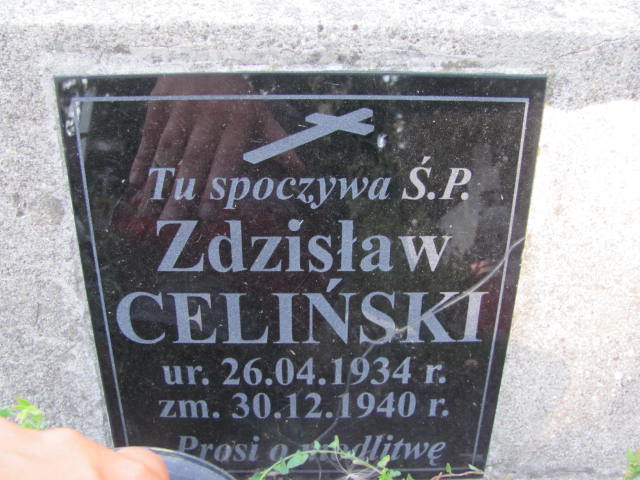 Tu spoczywa Ś.P.
Zdzisław
CELIŃSKI
ur. 26.04.1934 r.
zm. 30.12.1940 r.
Prosi o modlitwę